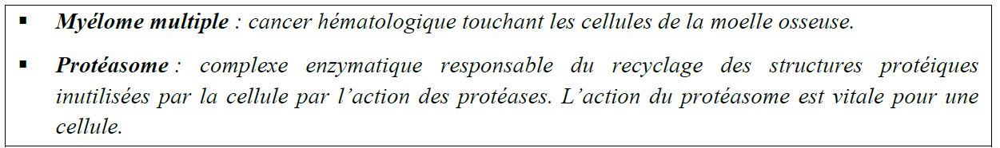 ▪ Myélome multiple : cancer hématologique touchant les cellules de la moelle osseuse.
▪ Protéasome : complexe enzymatique responsable du recyclage des structures protéiques
inutilisées par la cellule par l’action des protéases. L’action du protéasome est vitale pour une
cellule.